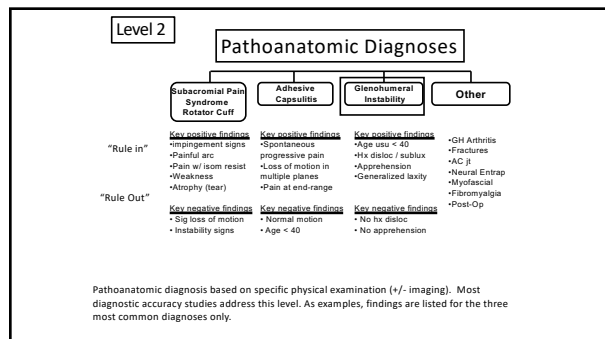 Level 2
Pathoanatomic Diagnoses
Subacromial Pain
Syndrome
Rotator Cuff
Adhesive
Capsulitis
Glenohumeral
Instability
Other
"Rule in"
Key positive findings
•impingement signs
•Painful arc
•Pain w/ isom resist
•Weakness
•Atrophy (tear)
Key positive findings
•Spontaneous
progressive pain
•Loss of motion in
multiple planes
•Pain at end-range
Key positive findings
•Age usu < 40
•Hx disloc / sublux
•Apprehension
•Generalized laxity
•GH Arthritis
•Fractures
•AC jt
•Neural Entrap
•Myofascial
•Fibromyalgia
•Post-Op
"Rule Out"
Key negative findings
• Sig loss of motion
• Instability signs
Key negative findings
• Normal motion
• Age < 40
Key negative findings
• No hx disloc
• No apprehension
Pathoanatomic diagnosis based on specific physical examination (+/- imaging). Most
diagnostic accuracy studies address this level. As examples, findings are listed for the three
most common diagnoses only.